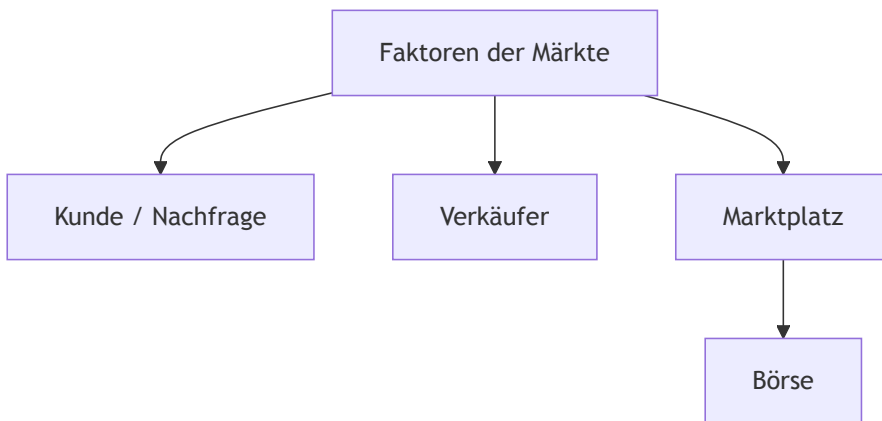 Faktoren der Märkte
Kunde / Nachfrage
Verkäufer
Marktplatz
Börse